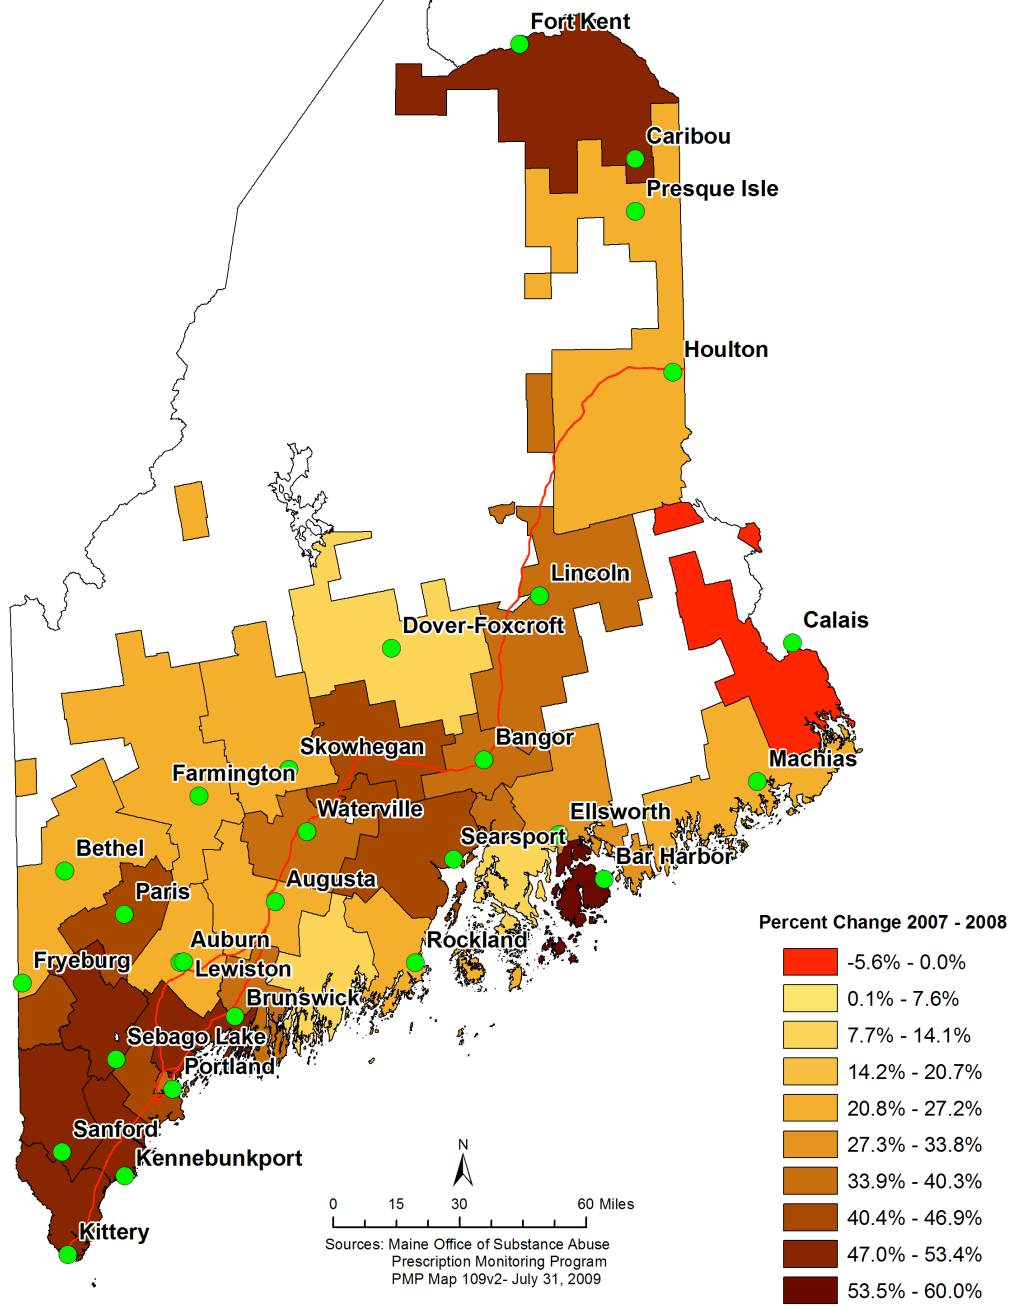 Fort Kent
Caribou
Presque Isle
Houlton
Lincoln
Calais
Dover-Foxcroft
Bangor
Skowhegan
Machias
Farmington
Waterville
Ellsworth
Searsport
Bethel
Bar Harbor
Augusta
Paris
Percent Change 2007 - 2008
Auburn
Rockland
Fryeburg
Lewiston
-5.6% - 0.0%
Brunswick
0.1% - 7.6%
Sebago Lake
7.7% - 14.1%
Portland
14.2% - 20.7%
20.8% - 27.2%
Sanford
27.3% - 33.8%
Kennebunkport
N
33.9% - 40.3%
0 15 30 60 Miles
40.4% - 46.9%
Kittery
Sources: Maine Office of Substance Abuse
47.0% - 53.4%
Prescription Monitoring Program
PMP Map 109v2- July 31, 2009
53.5% - 60.0%